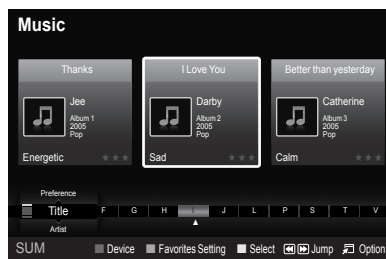 Music
Thanks
I Love You
Better than yesterday
Jee
Album 1
2005
Pop
Energetic
Darby
Album 2
2005
Pop
Sad
Catherine
Album 3
2005
Pop
Calm
Preference
Title
Artist
F G H I J L P S T V
SUM Device Favorites Setting Select Jump Option